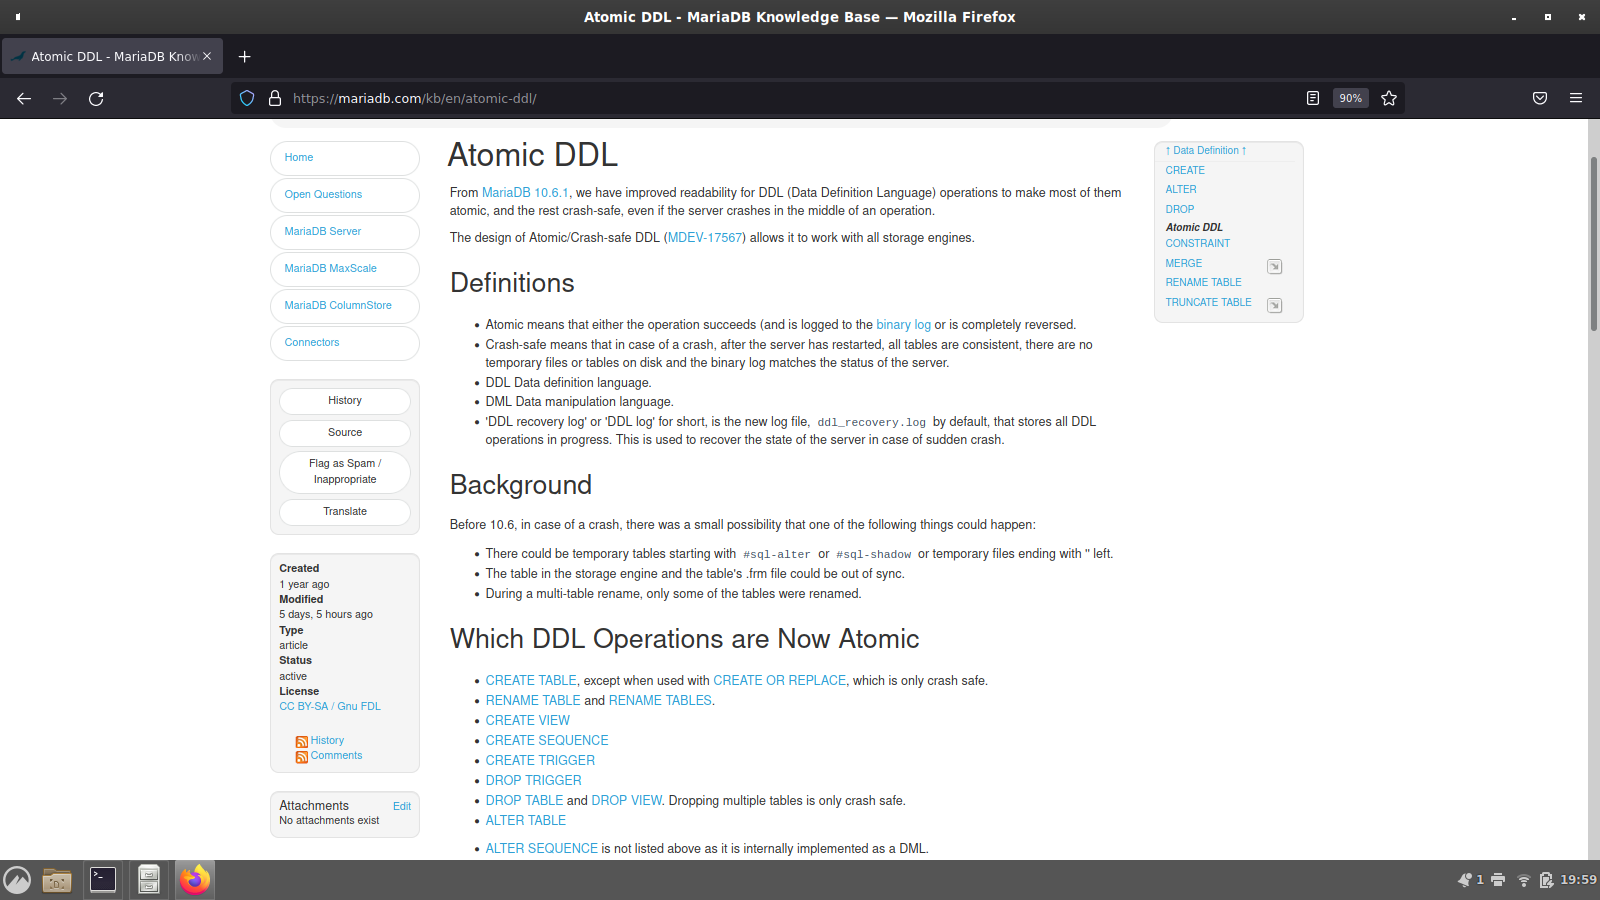 Atomic DDL - MariaDB Knowledge Base — Mozilla Firefox
Atomic DDL - MariaDB Know
https://mariadb.com/kb/en/atomic-ddl/
90%
Home
Open Questions
MariaDB Server
MariaDB MaxScale
MariaDB ColumnStore
Connectors
History
Source
Flag as Spam /
Inappropriate
Translate
Created
1 year ago
Modified
5 days, 5 hours ago
Type
article
Status
active
License
CC BY-SA / Gnu FDL
History
Comments
Attachments
Edit
No attachments exist
Atomic DDL
From MariaDB 10.6.1, we have improved readability for DDL (Data Definition Language) operations to make most of them
atomic, and the rest crash-safe, even if the server crashes in the middle of an operation.
The design of Atomic/Crash-safe DDL (MDEV-17567) allows it to work with all storage engines.
Definitions
• Atomic means that either the operation succeeds (and is logged to the binary log or is completely reversed.
• Crash-safe means that in case of a crash, after the server has restarted, all tables are consistent, there are no
temporary files or tables on disk and the binary log matches the status of the server.
• DDL Data definition language.
• DML Data manipulation language.
• 'DDL recovery log' or 'DDL log' for short, is the new log file, ddl_recovery.log by default, that stores all DDL
operations in progress. This is used to recover the state of the server in case of sudden crash.
Background
Before 10.6, in case of a crash, there was a small possibility that one of the following things could happen:
• There could be temporary tables starting with #sql-alter or #sql-shadow or temporary files ending with '' left.
• The table in the storage engine and the table's .frm file could be out of sync.
• During a multi-table rename, only some of the tables were renamed.
Which DDL Operations are Now Atomic
• CREATE TABLE, except when used with CREATE OR REPLACE, which is only crash safe.
• RENAME TABLE and RENAME TABLES.
• CREATE VIEW
• CREATE SEQUENCE
• CREATE TRIGGER
• DROP TRIGGER
• DROP TABLE and DROP VIEW. Dropping multiple tables is only crash safe.
• ALTER TABLE
• ALTER SEQUENCE is not listed above as it is internally implemented as a DML.
↑ Data Definition ↑
CREATE
ALTER
DROP
Atomic DDL
CONSTRAINT
MERGE
RENAME TABLE
TRUNCATE TABLE
1
19:59